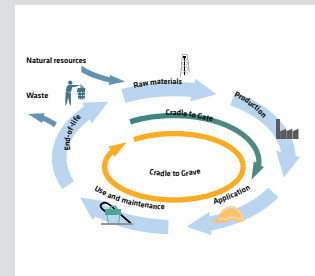 Natural resources
Raw materials
Waste
Production
Cradle to Gate
End-of-life
Cradle to Grave
Use and maintenance
Application